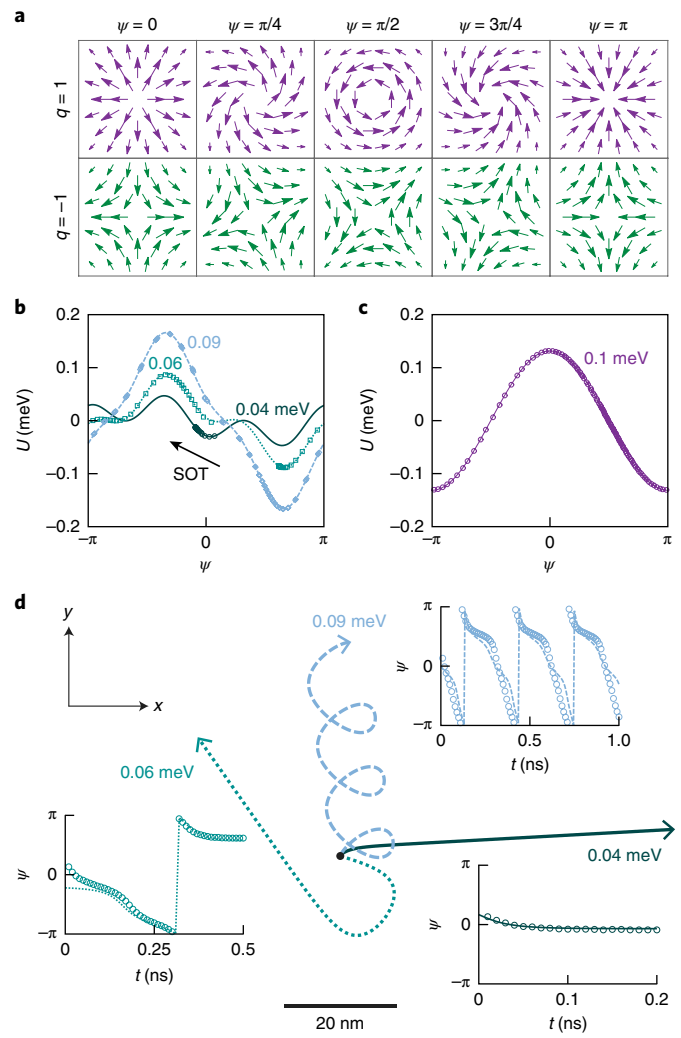 a
ψ = 0 ψ = π/4 ψ = π/2 ψ = 3π/4 ψ = π
q = 1
q = −1
b
0.2
0.1
0
−0.1
−0.2
U (meV)
−π 0 π
ψ
0.09
0.06
0.04 meV
SOT
c
0.2
0.1
0
−0.1
−0.2
U (meV)
−π 0 π
ψ
0.1 meV
d
y
x
0.09 meV
π
0
−π
ψ
0 0.5 1.0
t (ns)
0.06 meV
π
0
−π
ψ
0 0.25 0.5
t (ns)
0.04 meV
π
0
−π
ψ
0 0.1 0.2
t (ns)
20 nm